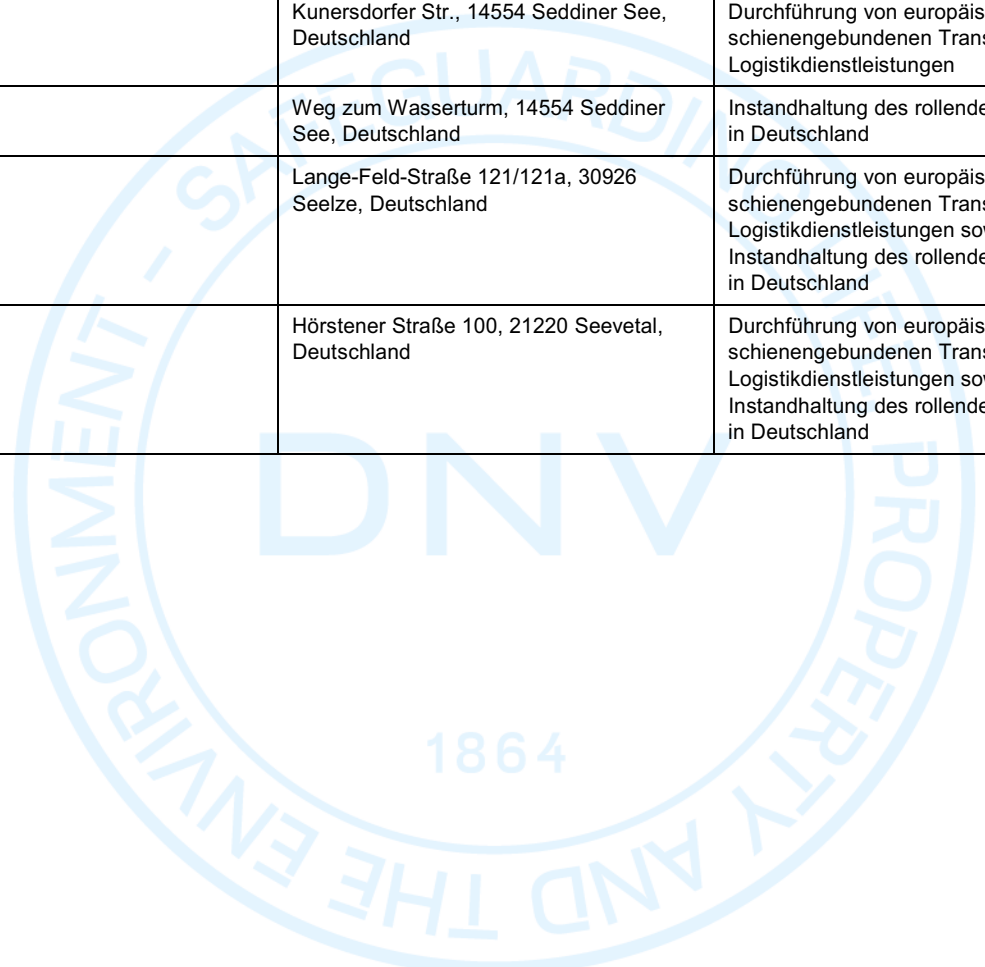 Kunersdorfer Str., 14554 Seddiner See,
Deutschland
Durchführung von europäis
schienengebundenen Trans
Logistikdienstleistungen
Weg zum Wasserturm, 14554 Seddiner
See, Deutschland
Instandhaltung des rollende
in Deutschland
Lange-Feld-Straße 121/121a, 30926
Seelze, Deutschland
Durchführung von europäis
schienengebundenen Trans
Logistikdienstleistungen sow
Instandhaltung des rollende
in Deutschland
Hörstener Straße 100, 21220 Seevetal,
Deutschland
Durchführung von europäis
schienengebundenen Trans
Logistikdienstleistungen sow
Instandhaltung des rollende
in Deutschland
SAFEGUARDING LIFE, PROPERTY AND THE ENVIRONMENT -
DNV
1864